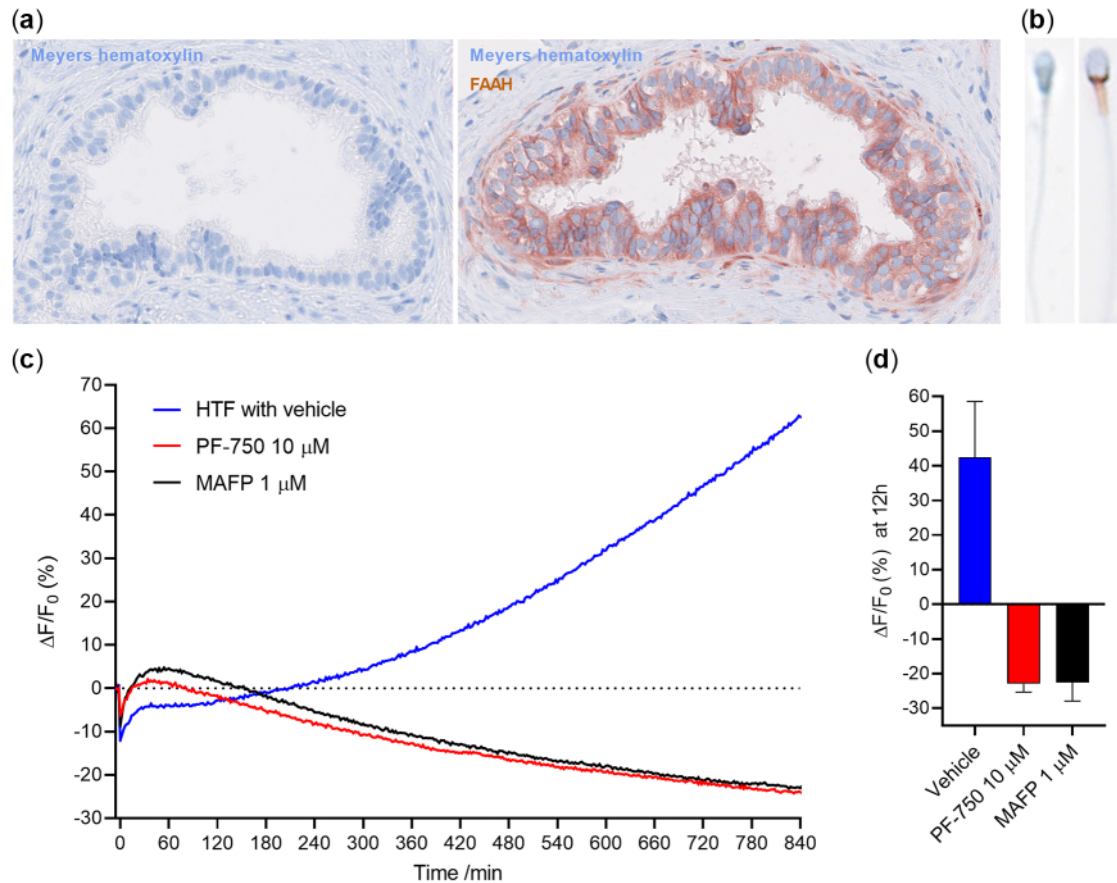 (a)
Meyers hematoxylin
Meyers hematoxylin
FAAH
(b)
(c)
70
60
50
40
30
20
10
0
-10
-20
-30
ΔF/F₀ (%)
HTF with vehicle
PF-750 10 μM
MAFP 1 μM
0 60 120 180 240 300 360 420 480 540 600 660 720 780 840
Time /min
(d)
60
50
40
30
20
10
0
-10
-20
-30
ΔF/F₀ (%) at 12h
Vehicle
PF-750 10 μM
MAFP 1 μM